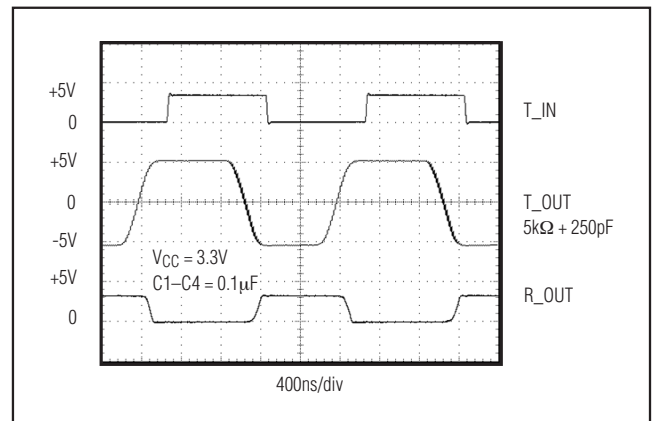 +5V
0
T_IN
+5V
0
-5V
T_OUT
5kΩ + 250pF
VCC = 3.3V
C1–C4 = 0.1µF
+5V
0
R_OUT
400ns/div